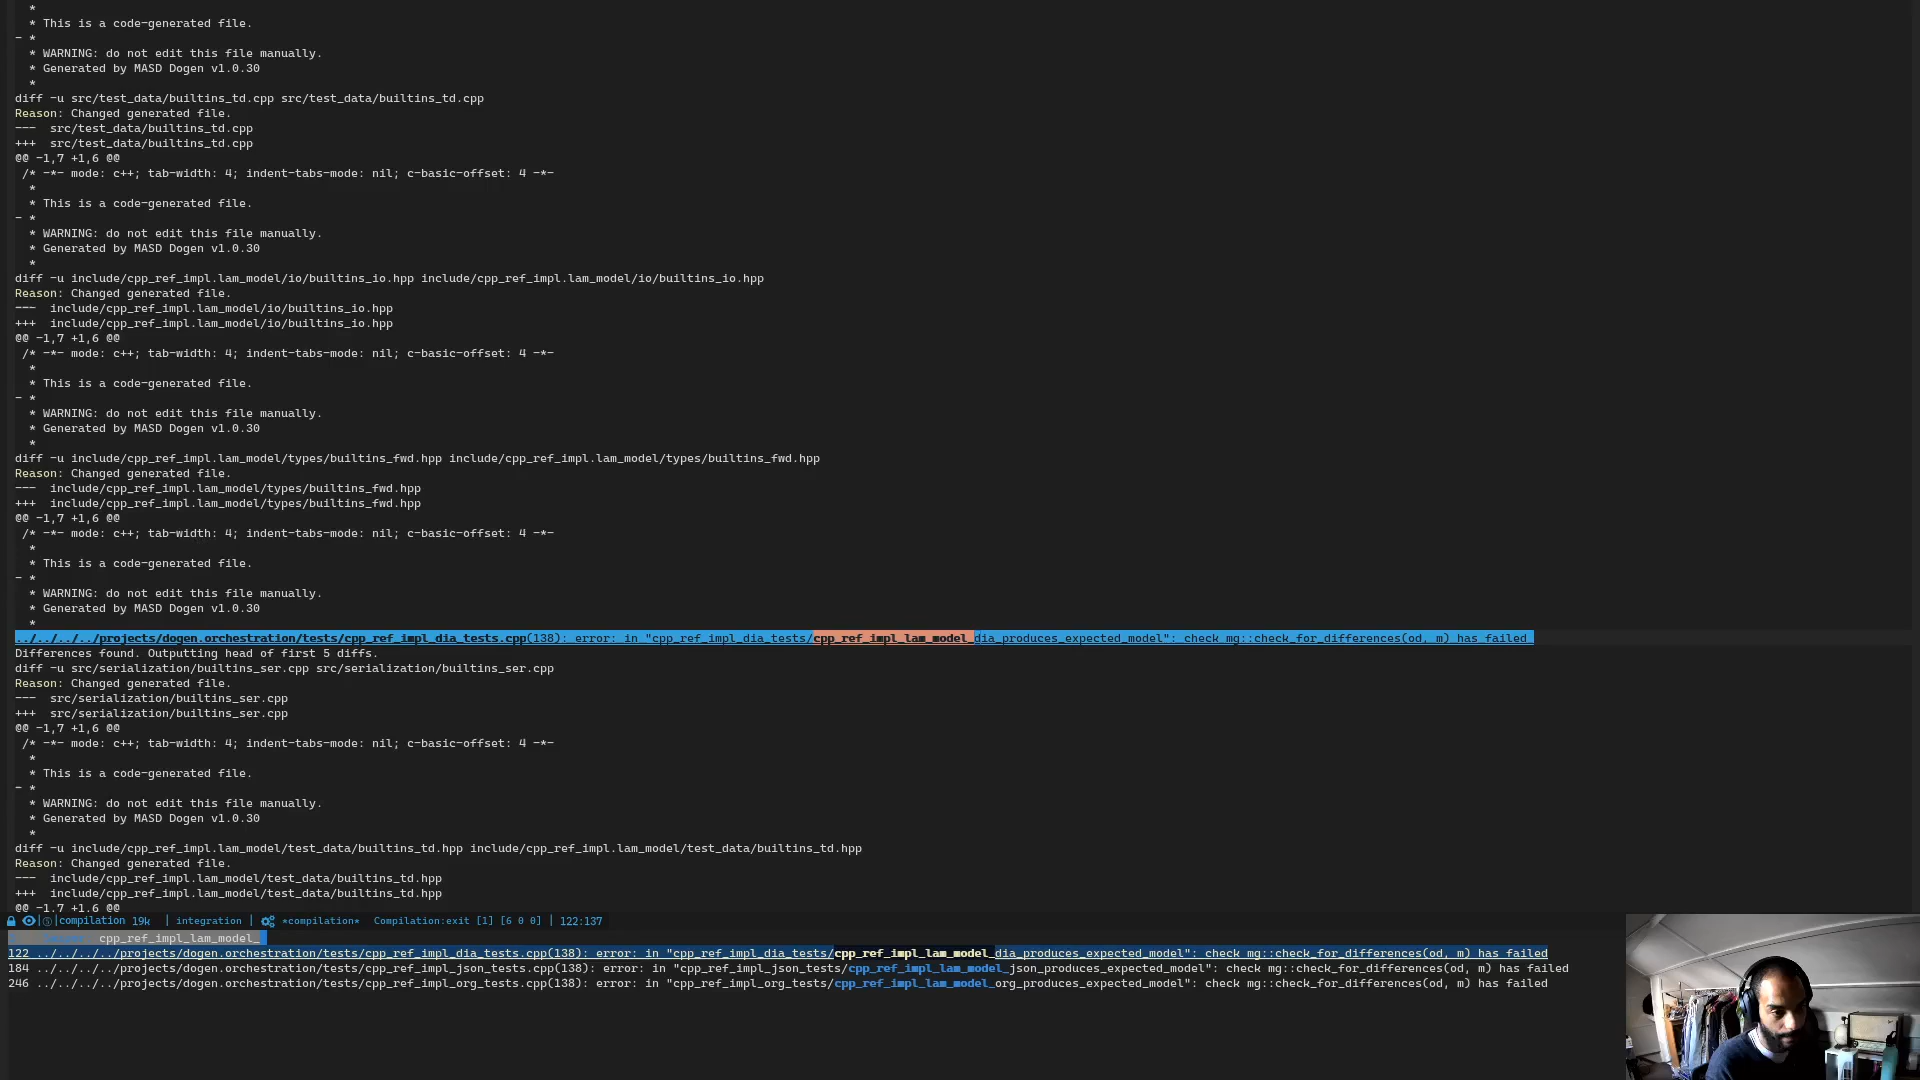 *
* This is a code-generated file.
- *
* WARNING: do not edit this file manually.
* Generated by MASD Dogen v1.0.30
*
diff -u src/test_data/builtins_td.cpp src/test_data/builtins_td.cpp
Reason: Changed generated file.
---  src/test_data/builtins_td.cpp
+++  src/test_data/builtins_td.cpp
@@ -1,7 +1,6 @@
/* -*- mode: c++; tab-width: 4; indent-tabs-mode: nil; c-basic-offset: 4 -*-
*
* This is a code-generated file.
- *
* WARNING: do not edit this file manually.
* Generated by MASD Dogen v1.0.30
*
diff -u include/cpp_ref_impl.lam_model/io/builtins_io.hpp include/cpp_ref_impl.lam_model/io/builtins_io.hpp
Reason: Changed generated file.
---  include/cpp_ref_impl.lam_model/io/builtins_io.hpp
+++  include/cpp_ref_impl.lam_model/io/builtins_io.hpp
@@ -1,7 +1,6 @@
/* -*- mode: c++; tab-width: 4; indent-tabs-mode: nil; c-basic-offset: 4 -*-
*
* This is a code-generated file.
- *
* WARNING: do not edit this file manually.
* Generated by MASD Dogen v1.0.30
*
diff -u include/cpp_ref_impl.lam_model/types/builtins_fwd.hpp include/cpp_ref_impl.lam_model/types/builtins_fwd.hpp
Reason: Changed generated file.
---  include/cpp_ref_impl.lam_model/types/builtins_fwd.hpp
+++  include/cpp_ref_impl.lam_model/types/builtins_fwd.hpp
@@ -1,7 +1,6 @@
/* -*- mode: c++; tab-width: 4; indent-tabs-mode: nil; c-basic-offset: 4 -*-
*
* This is a code-generated file.
- *
* WARNING: do not edit this file manually.
* Generated by MASD Dogen v1.0.30
*
../../../../projects/dogen.orchestration/tests/cpp_ref_impl_dia_tests.cpp(138): error: in "cpp_ref_impl_dia_tests/cpp_ref_impl_lam_model_dia_produces_expected_model": check mg::check_for_differences(od, m) has failed
Differences found. Outputting head of first 5 diffs.
diff -u src/serialization/builtins_ser.cpp src/serialization/builtins_ser.cpp
Reason: Changed generated file.
---  src/serialization/builtins_ser.cpp
+++  src/serialization/builtins_ser.cpp
@@ -1,7 +1,6 @@
/* -*- mode: c++; tab-width: 4; indent-tabs-mode: nil; c-basic-offset: 4 -*-
*
* This is a code-generated file.
- *
* WARNING: do not edit this file manually.
* Generated by MASD Dogen v1.0.30
*
diff -u include/cpp_ref_impl.lam_model/test_data/builtins_td.hpp include/cpp_ref_impl.lam_model/test_data/builtins_td.hpp
Reason: Changed generated file.
---  include/cpp_ref_impl.lam_model/test_data/builtins_td.hpp
+++  include/cpp_ref_impl.lam_model/test_data/builtins_td.hpp
@@ -1,7 +1,6 @@
compilation 19k | integration | *compilation* Compilation:exit [1] [6 0 0] | 122:137
cpp_ref_impl_lam_model_
122 ../../../../projects/dogen.orchestration/tests/cpp_ref_impl_dia_tests.cpp(138): error: in "cpp_ref_impl_dia_tests/cpp_ref_impl_lam_model_dia_produces_expected_model": check mg::check_for_differences(od, m) has failed
184 ../../../../projects/dogen.orchestration/tests/cpp_ref_impl_json_tests.cpp(138): error: in "cpp_ref_impl_json_tests/cpp_ref_impl_lam_model_json_produces_expected_model": check mg::check_for_differences(od, m) has failed
246 ../../../../projects/dogen.orchestration/tests/cpp_ref_impl_org_tests.cpp(138): error: in "cpp_ref_impl_org_tests/cpp_ref_impl_lam_model_org_produces_expected_model": check mg::check_for_differences(od, m) has failed